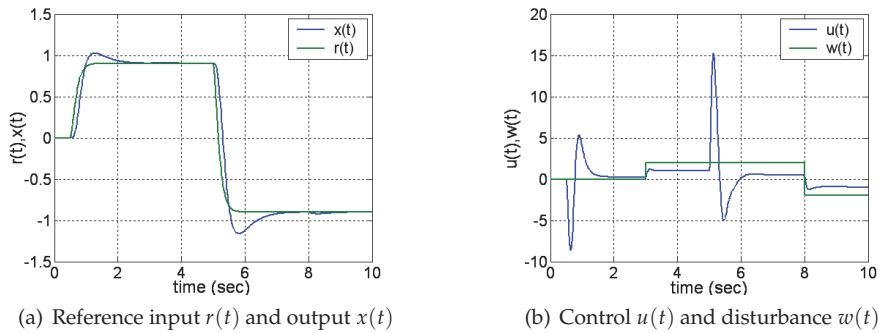 1.5
1
0.5
0
-0.5
-1
-1.5
0
2
4
6
8
10
r(t),x(t)
time (sec)
x(t)
r(t)
(a) Reference input r(t) and output x(t)
20
15
10
5
0
-5
-10
0
2
4
6
8
10
u(t),w(t)
time (sec)
u(t)
w(t)
(b) Control u(t) and disturbance w(t)